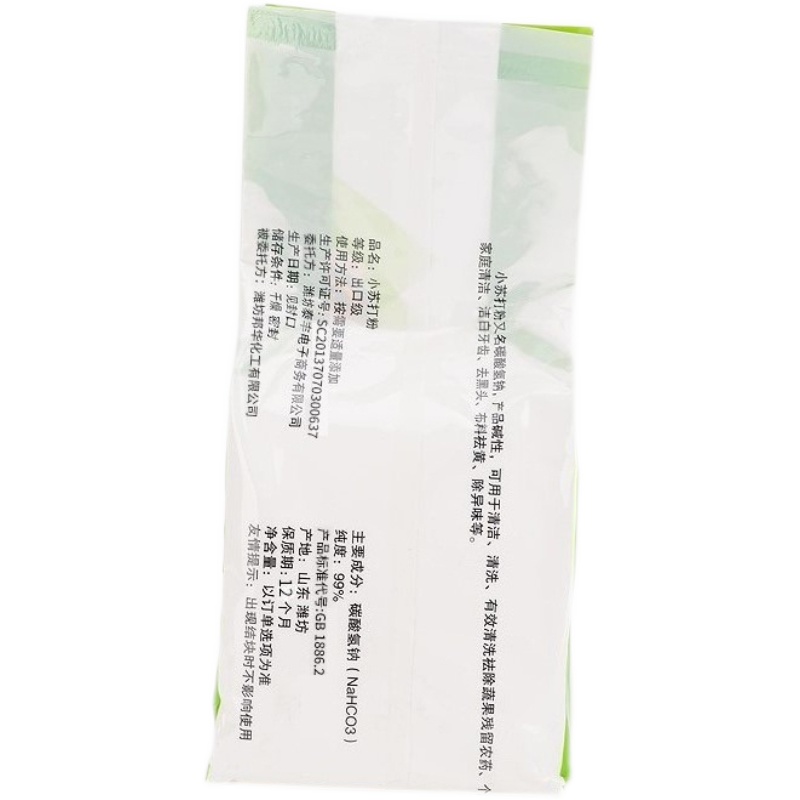 小苏打粉又名碳酸氢钠，产品碱性，可用于清洁、清洗、有效清洗祛除蔬果残留农药、个
家庭清洁、洁白牙齿、去黑头、布料祛黄、除异味等。
品名：小苏打粉
等级：出口级
使用方法：按需要适量添加
生产许可证号：SC20137070300637
委托方：潍坊泰丰电子商务有限公司
生产日期：见封口
储存条件：干燥 密封
被委托方：潍坊邦华化工有限公司
主要成分：碳酸氢钠（NaHCO3）
纯度：99%
产品标准代号:GB 1886.2
产地：山东 潍坊
保质期：12个月
净含量：以订单选项为准
友情提示：出现结块时不影响使用